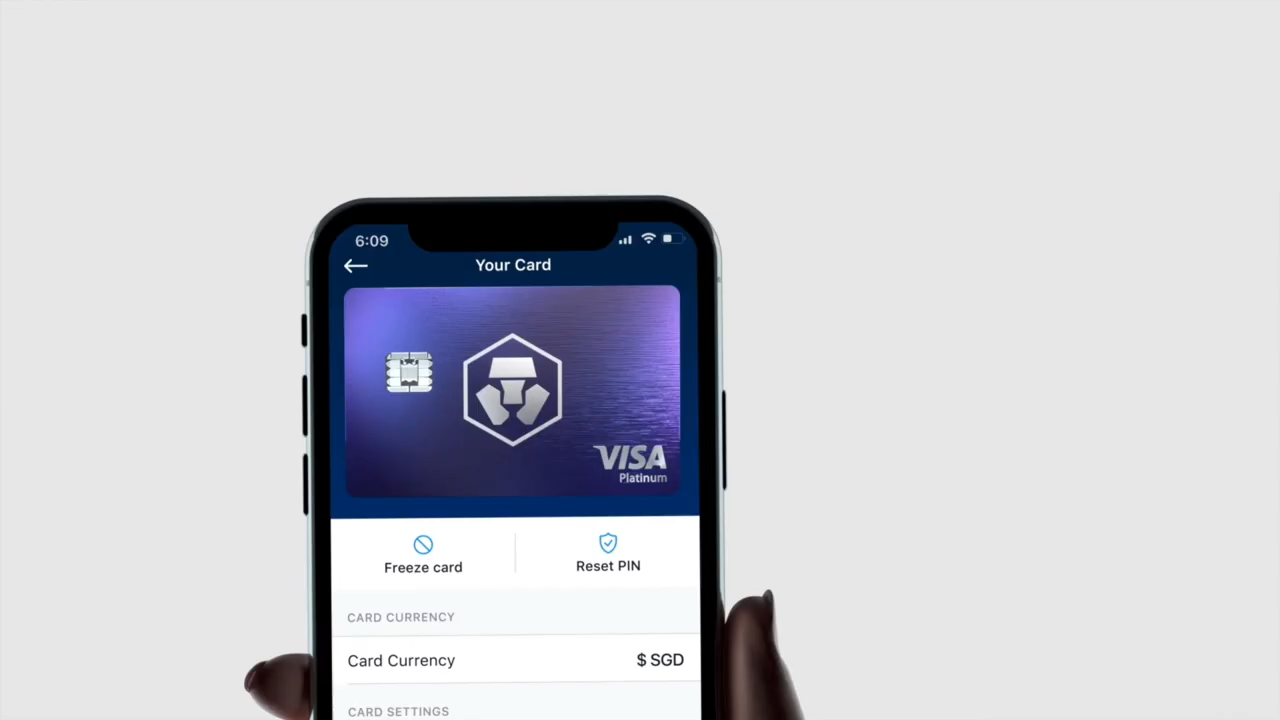 6:09
Your Card
VISA
Platinum
Freeze card
Reset PIN
CARD CURRENCY
Card Currency
$ SGD
CARD SETTINGS